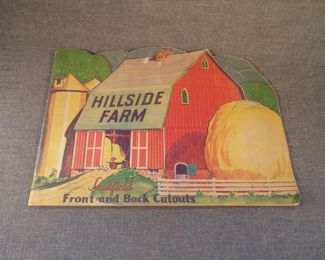 HILLSIDE
FARM
Saalfield
Front and Back Cutouts